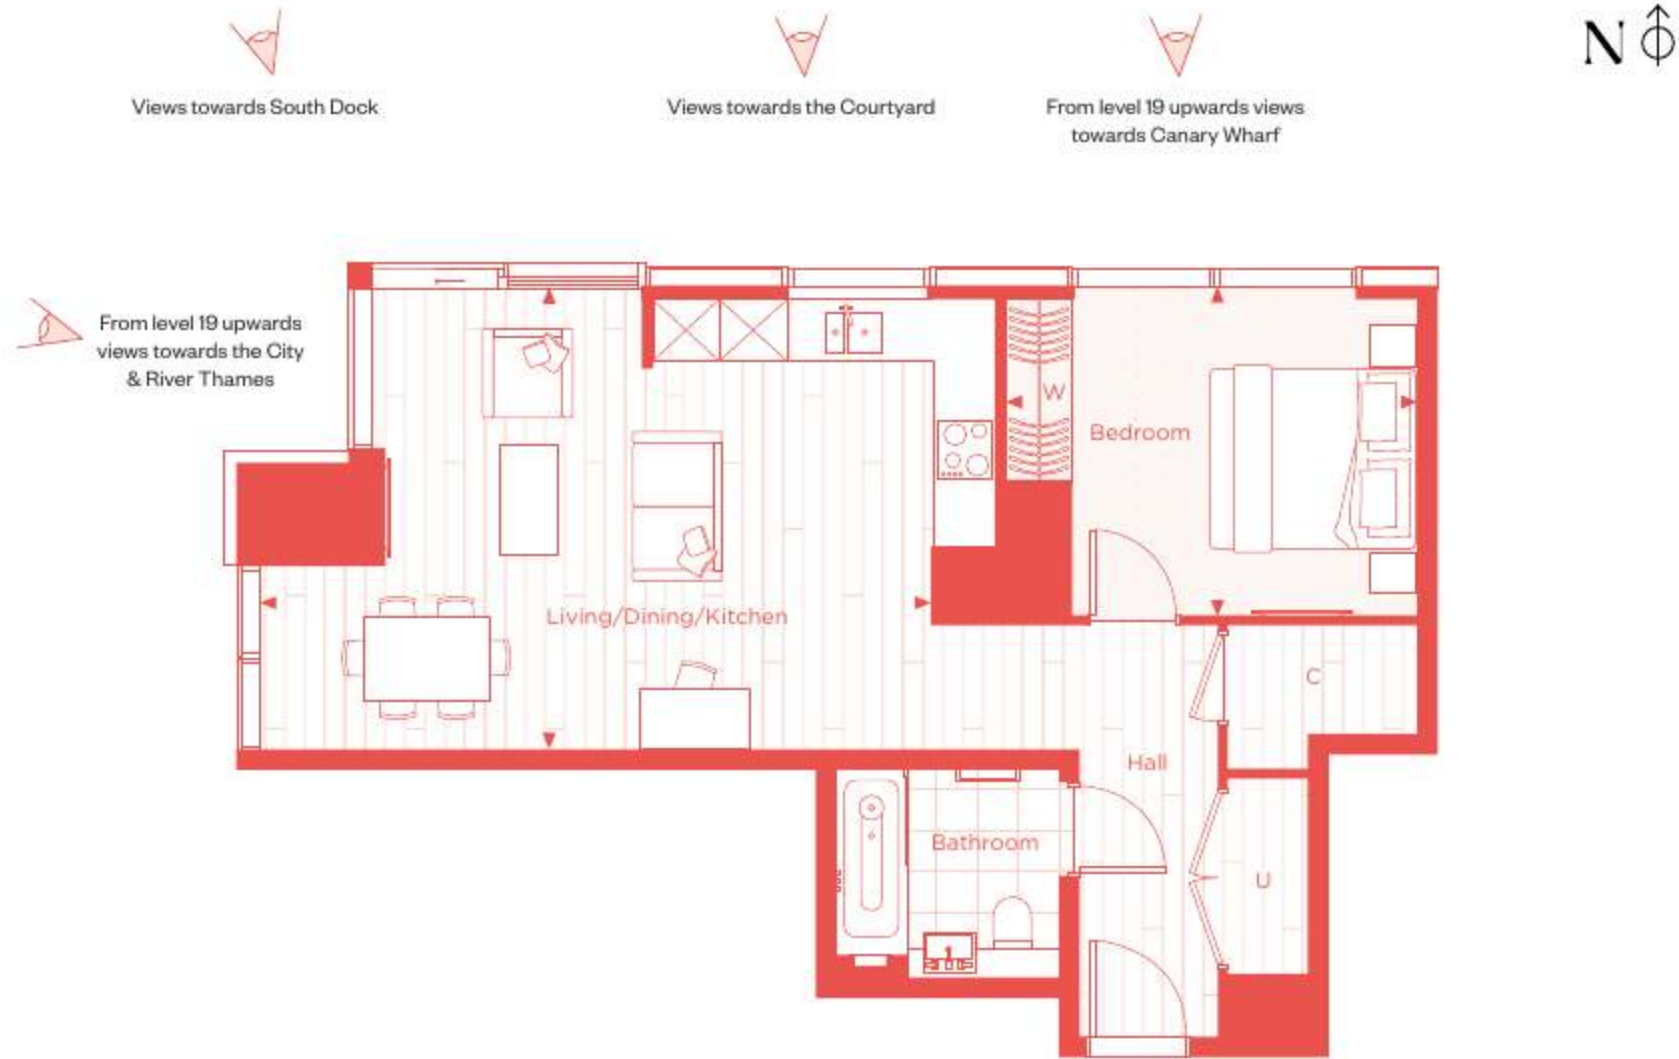 N
Views towards South Dock
Views towards the Courtyard
From level 19 upwards views
towards Canary Wharf
From level 19 upwards
views towards the City
& River Thames
W
Bedroom
Living/Dining/Kitchen
C
Hall
Bathroom
U